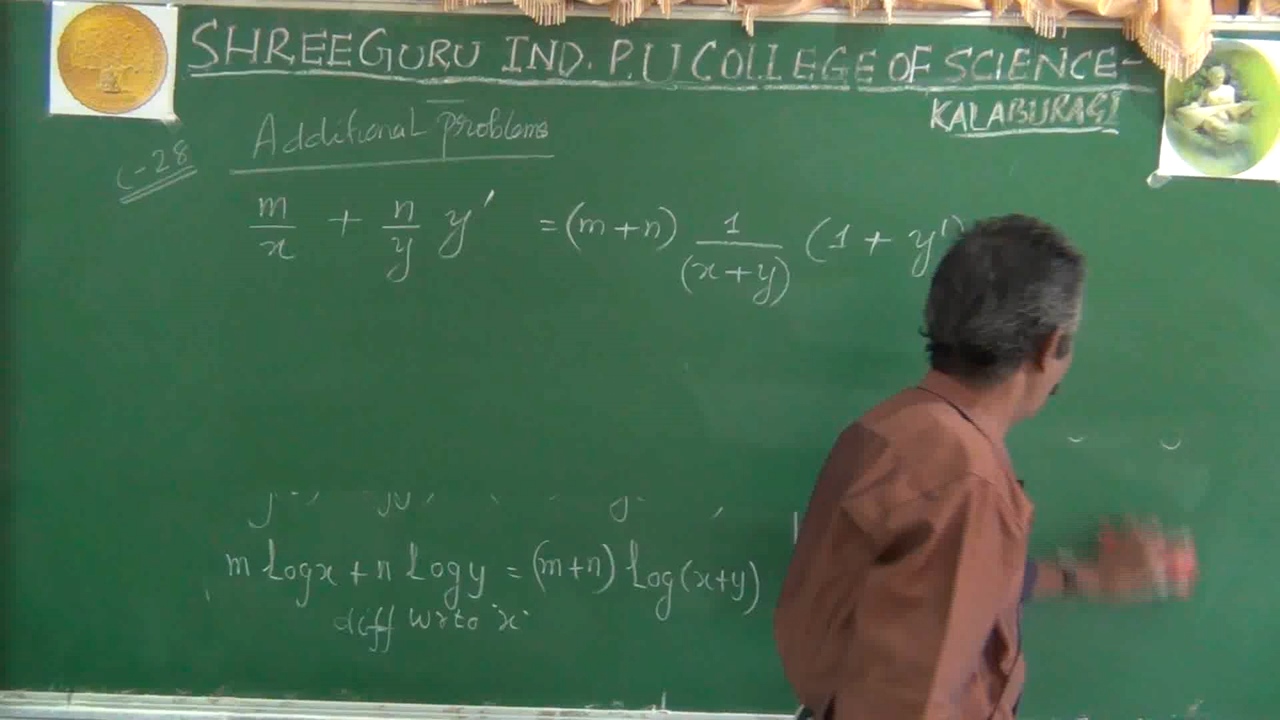 SHREEGURU IND. P.U COLLEGE OF SCIENCE-
KALABURAGI
Additional problems
C-28
m/x + n/y y' = (m+n) 1/(x+y) (1 + y')
m Logx + n Logy = (m+n) Log(x+y)
diff w r to 'x'